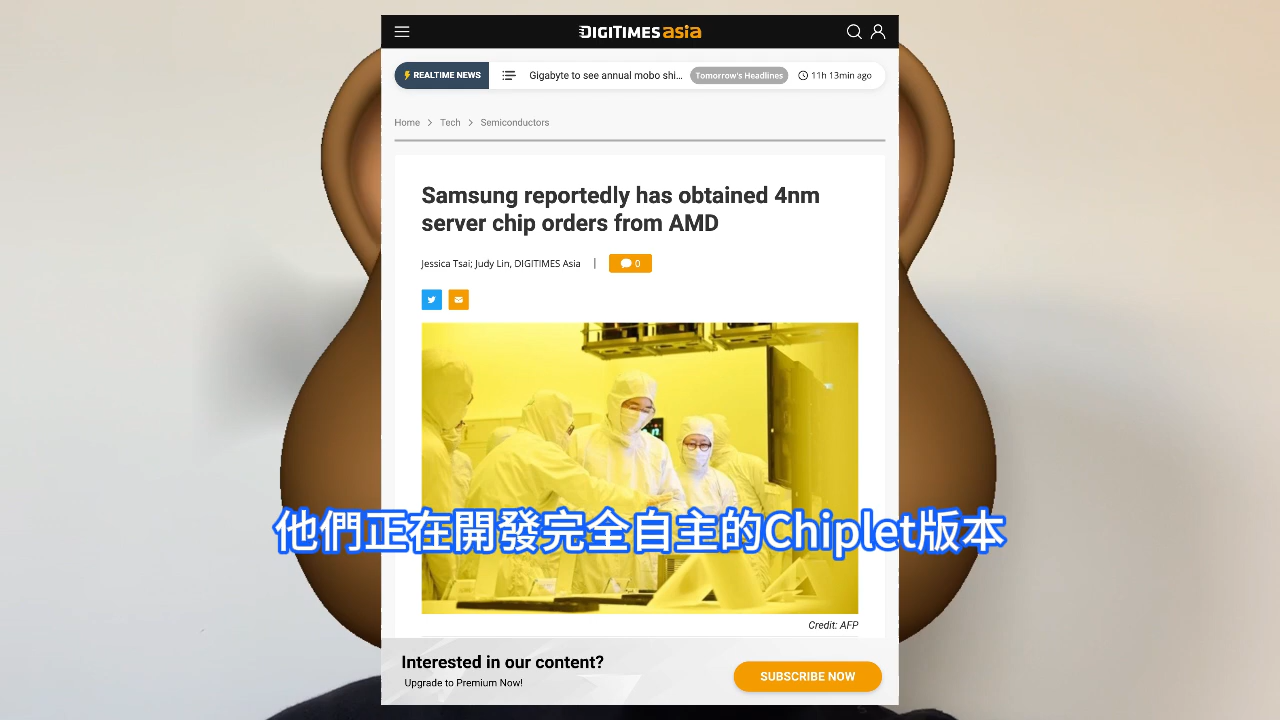 DIGITIMES asia
REALTIME NEWS
Gigabyte to see annual mobo shi...
Tomorrow's Headlines
11h 13min ago
Home > Tech > Semiconductors
Samsung reportedly has obtained 4nm
server chip orders from AMD
Jessica Tsai; Judy Lin, DIGITIMES Asia | 0
他們正在開發完全自主的Chiplet版本
Credit: AFP
Interested in our content?
Upgrade to Premium Now!
SUBSCRIBE NOW